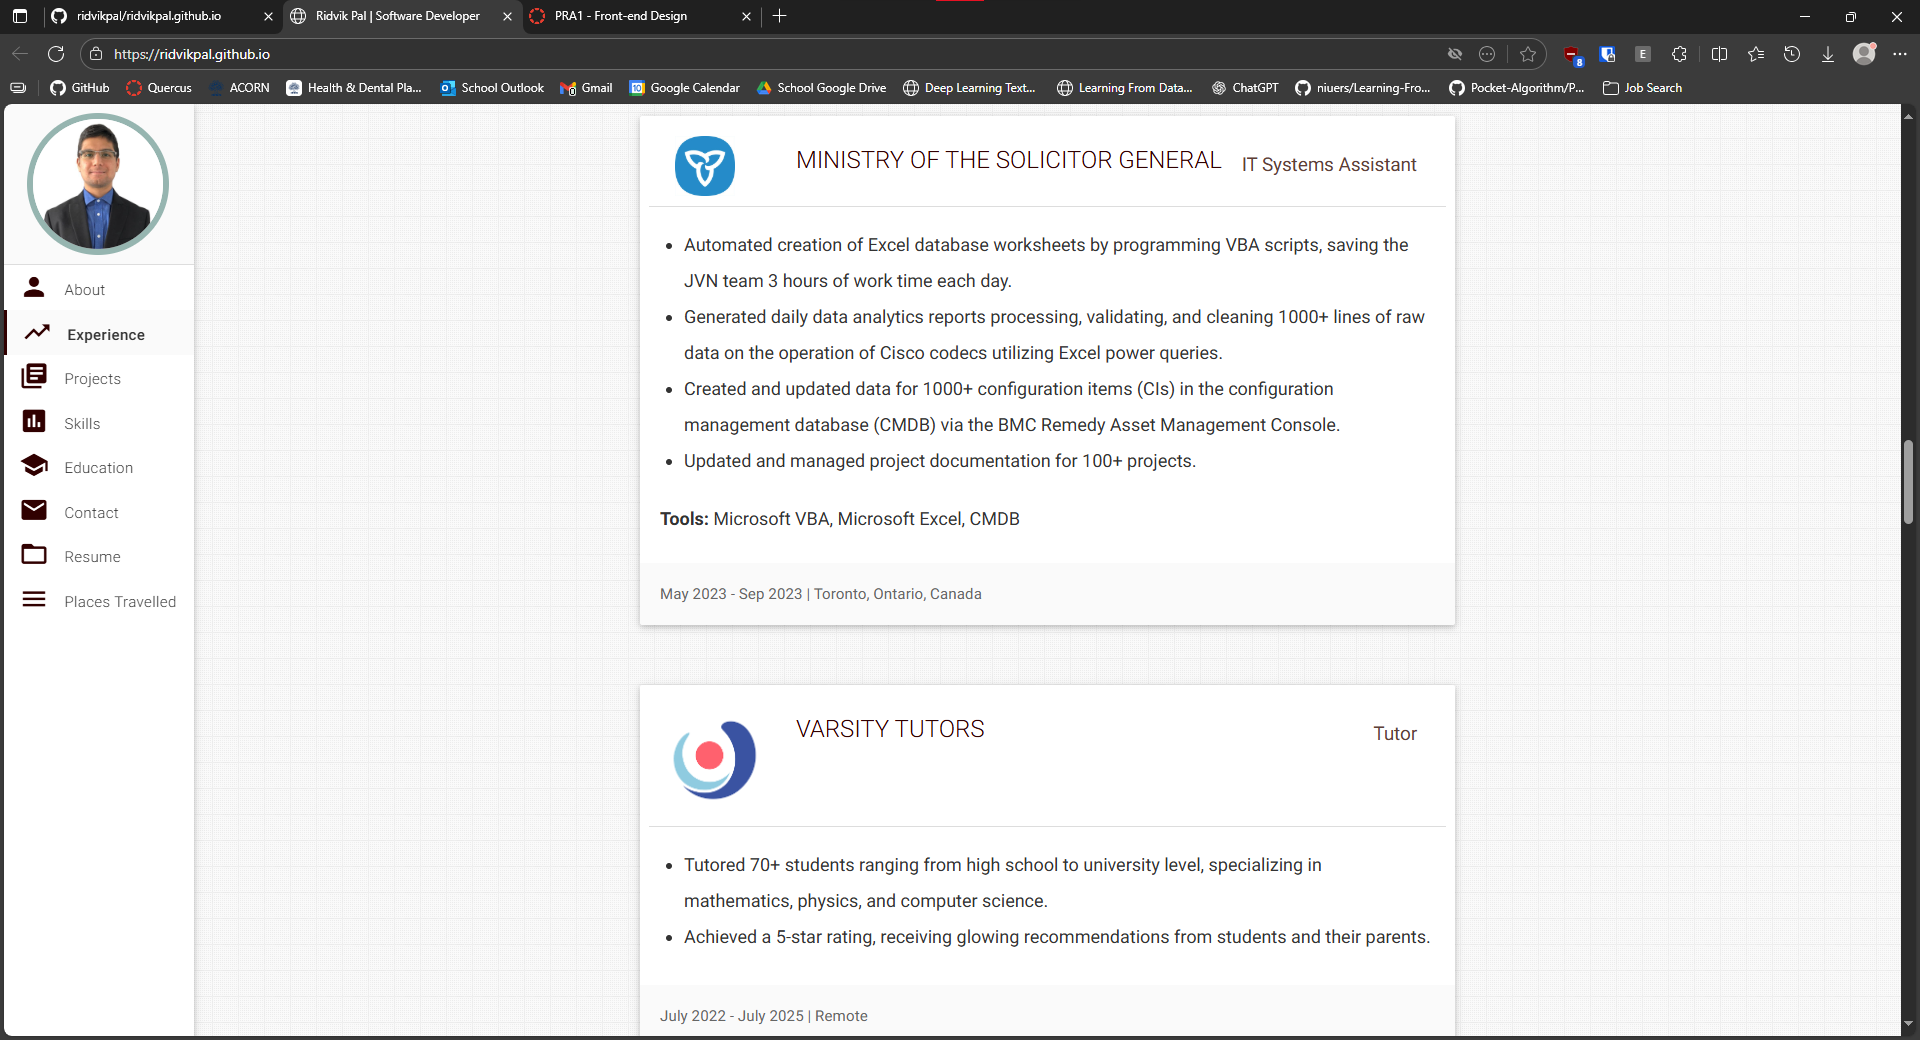 ridvikpal/ridvikpal.github.io
Ridvik Pal | Software Developer
PRA1 - Front-end Design
https://ridvikpal.github.io
8
E
GitHub
Quercus
ACORN
Health & Dental Pla...
School Outlook
Gmail
Google Calendar
School Google Drive
Deep Learning Text...
Learning From Data...
ChatGPT
niuers/Learning-Fro...
Pocket-Algorithm/P...
Job Search
About
Experience
Projects
Skills
Education
Contact
Resume
Places Travelled
MINISTRY OF THE SOLICITOR GENERAL
IT Systems Assistant
Automated creation of Excel database worksheets by programming VBA scripts, saving the
JVN team 3 hours of work time each day.
Generated daily data analytics reports processing, validating, and cleaning 1000+ lines of raw
data on the operation of Cisco codecs utilizing Excel power queries.
Created and updated data for 1000+ configuration items (CIs) in the configuration
management database (CMDB) via the BMC Remedy Asset Management Console.
Updated and managed project documentation for 100+ projects.
Tools: Microsoft VBA, Microsoft Excel, CMDB
May 2023 - Sep 2023 | Toronto, Ontario, Canada
VARSITY TUTORS
Tutor
Tutored 70+ students ranging from high school to university level, specializing in
mathematics, physics, and computer science.
Achieved a 5-star rating, receiving glowing recommendations from students and their parents.
July 2022 - July 2025 | Remote